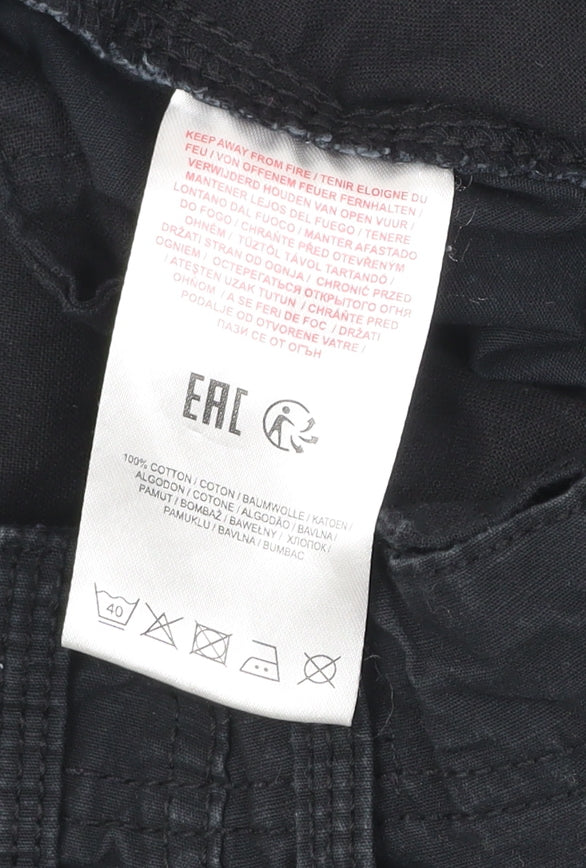 KEEP AWAY FROM FIRE / TENIR ELOIGNE DU
FEU / VON OFFENEM FEUER FERNHALTEN /
VERWIJDERD HOUDEN VAN OPEN VUUR /
MANTENER LEJOS DEL FUEGO / TENERE
LONTANO DAL FUOCO / MANTER AFASTADO
DO FOGO / CHRAŇTE PŘED OTEVŘENYM
OHNĚM / TŰZTŐL TÁVOL TARTANDÓ /
DRŽATI STRAN OD OGNJA / CHRONIĆ PRZED
OGNIEM / ОСТЕРЕГАТЬСЯ ОТКРЫТОГО ОГНЯ
/ ATEŞTEN UZAK TUTUN / CHRÁŇTE PRED
OHŇOM / A SE FERI DE FOC / DRŽATI
PODALJE OD OTVORENE VATRE /
ПАЗИ СЕ ОТ ОГЪН
EAC
100% COTTON / COTON / BAUMWOLLE / KATOEN /
ALGODON / COTONE / ALGODÃO / BAVLNA /
PAMUT / BOMBAŽ / BAWEŁNY / ХЛОПОК /
PAMUKLU / BAVLNA / BUMBAC
40